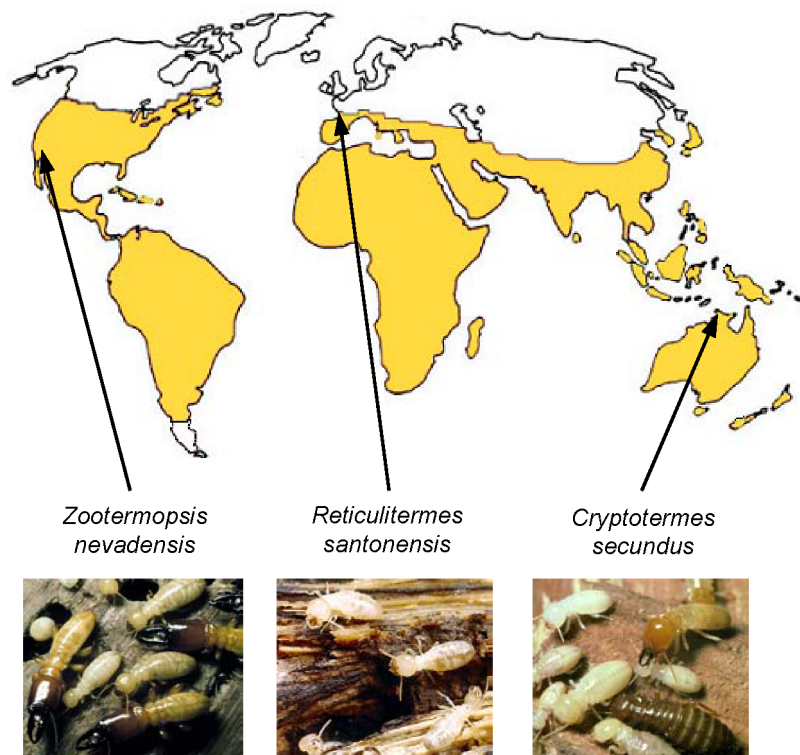 Zootermopsis
nevadensis
Reticulitermes
santonensis
Cryptotermes
secundus